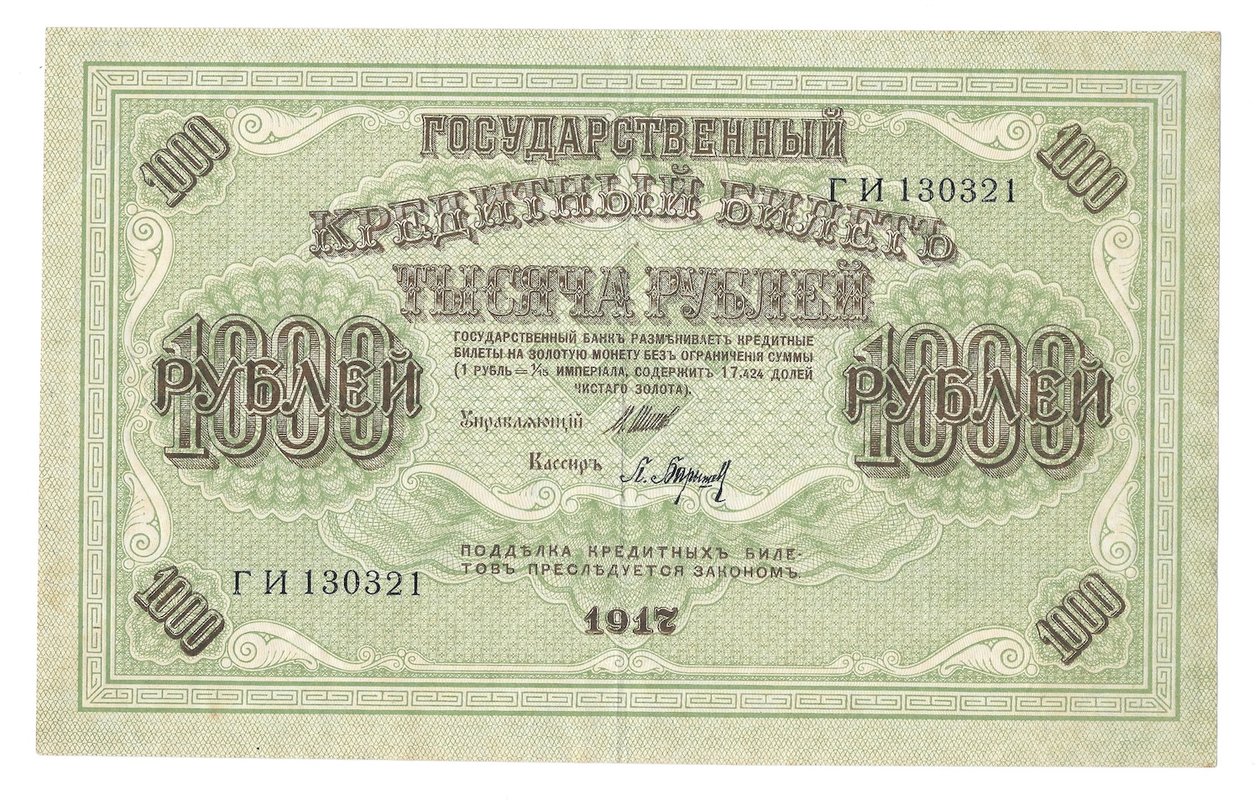 ГОСУДАРСТВЕННЫЙ
1000
1000
КРЕДИТНЫЙ БИЛЕТЪ
ГИ 130321
ТЫСЯЧА РУБЛЕЙ
1000
РУБЛЕЙ
1000
РУБЛЕЙ
ГОСУДАРСТВЕННЫЙ БАНКЪ РАЗМѢНИВАЕТЪ КРЕДИТНЫЕ
БИЛЕТЫ НА ЗОЛОТУЮ МОНЕТУ БЕЗЪ ОГРАНИЧЕНІЯ СУММЫ
(1 РУБЛЬ = 1/15 ИМПЕРІАЛА, СОДЕРЖИТЪ 17.424 ДОЛЕЙ
ЧИСТАГО ЗОЛОТА).
Управляющій И. Шипов
Кассиръ П. Барышев
ПОДДѢЛКА КРЕДИТНЫХЪ БИЛЕ-
ТОВЪ ПРЕСЛѢДУЕТСЯ ЗАКОНОМЪ.
1000
ГИ 130321
1917
1000